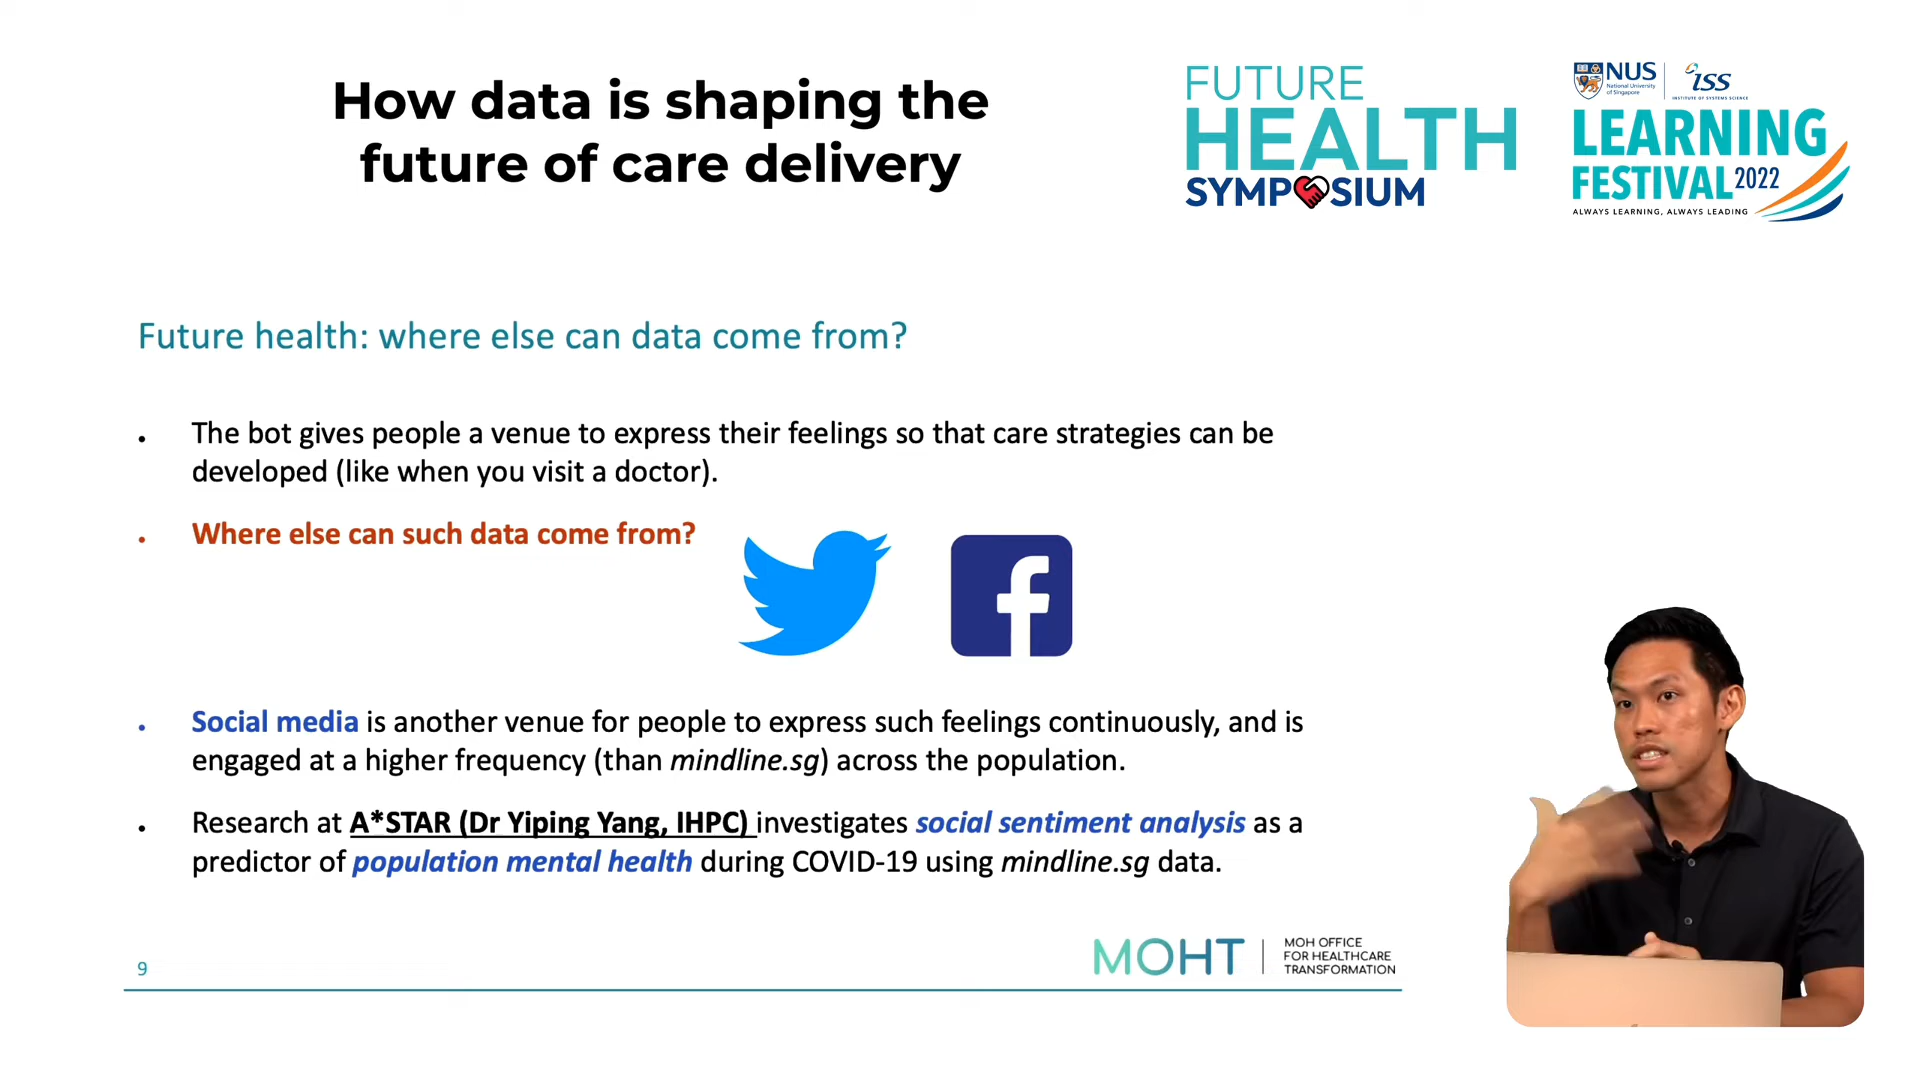 How data is shaping the
future of care delivery
FUTURE
HEALTH
SYMPOSIUM
NUS
National University
of Singapore
ISS
INSTITUTE OF SYSTEMS SCIENCE
LEARNING
FESTIVAL 2022
ALWAYS LEARNING, ALWAYS LEADING
Future health: where else can data come from?
• The bot gives people a venue to express their feelings so that care strategies can be
developed (like when you visit a doctor).
• Where else can such data come from?
• Social media is another venue for people to express such feelings continuously, and is
engaged at a higher frequency (than mindline.sg) across the population.
• Research at A*STAR (Dr Yiping Yang, IHPC) investigates social sentiment analysis as a
predictor of population mental health during COVID-19 using mindline.sg data.
9
MOHT
MOH OFFICE
FOR HEALTHCARE
TRANSFORMATION